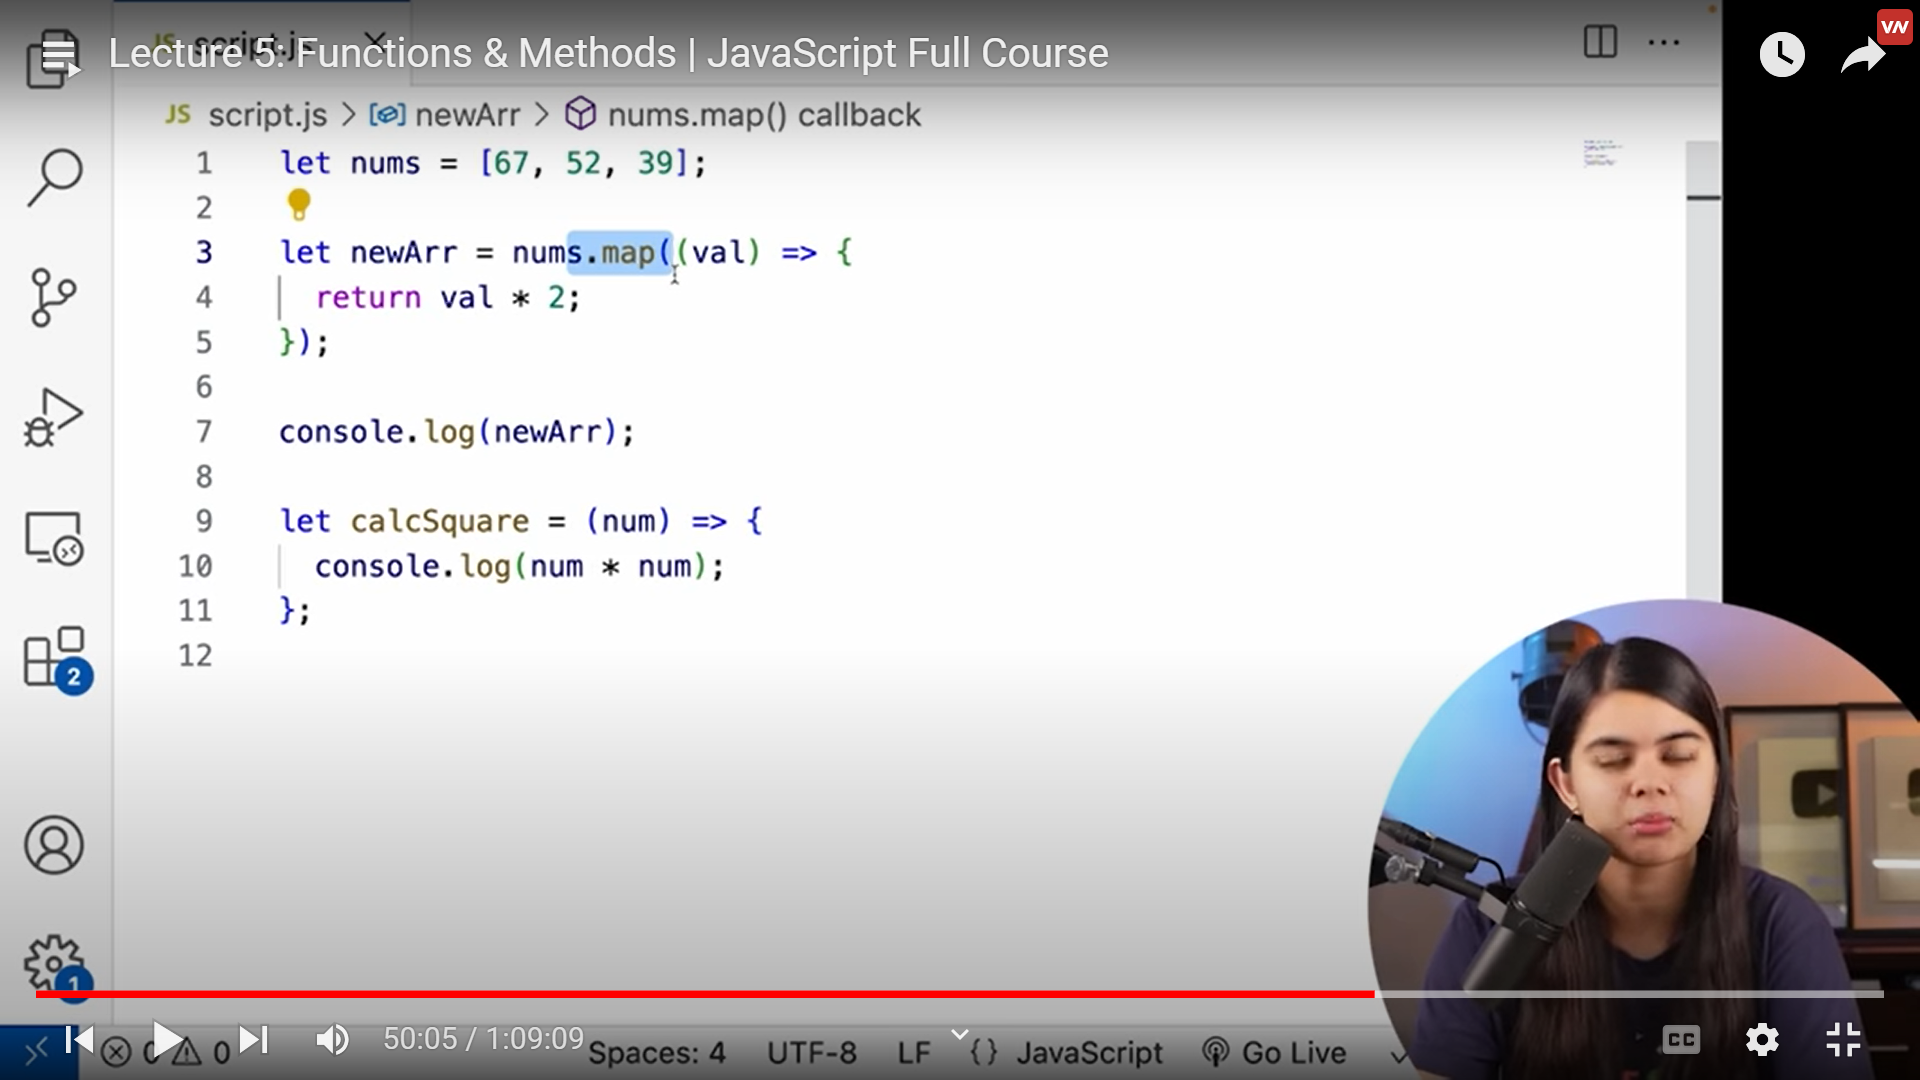 Lecture 5: Functions & Methods | JavaScript Full Course
VN
JS script.js > newArr > nums.map() callback
1 let nums = [67, 52, 39];
2
3 let newArr = nums.map((val) => {
4 return val * 2;
5 });
6
7 console.log(newArr);
8
9 let calcSquare = (num) => {
10 console.log(num * num);
11 };
12
2
1
50:05 / 1:09:09
0 0 Spaces: 4 UTF-8 LF {} JavaScript Go Live
CC